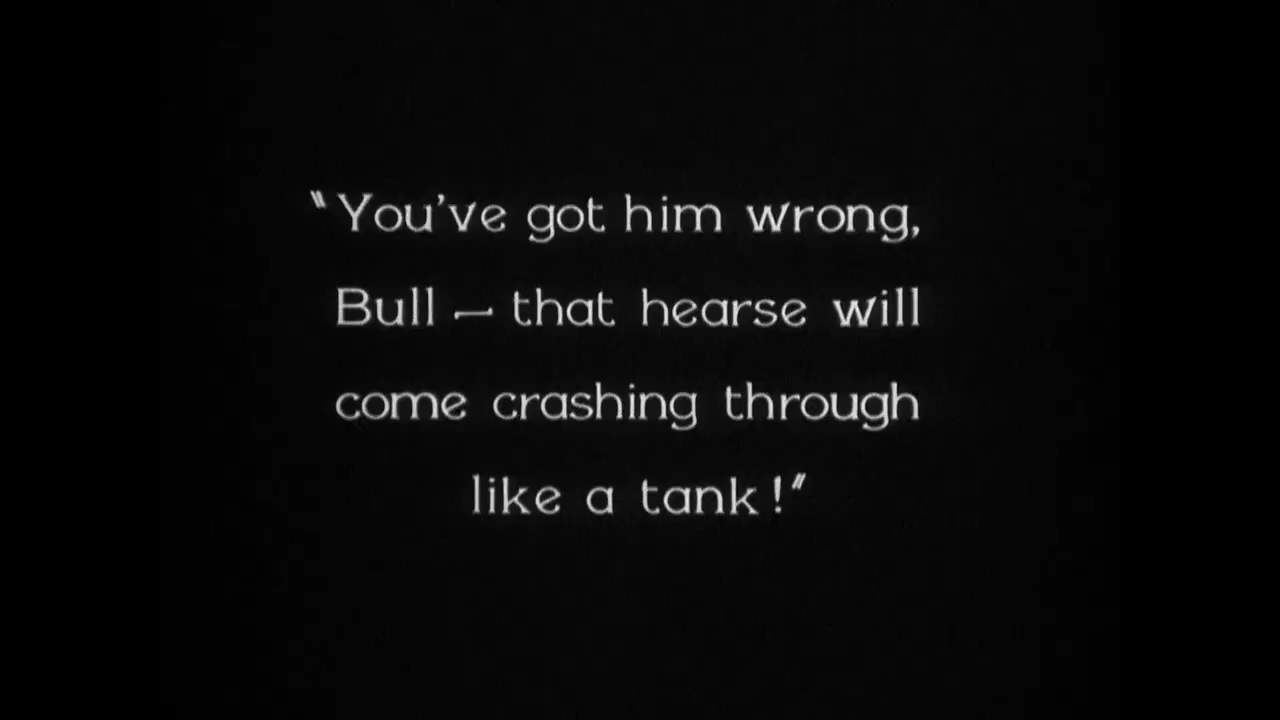 "You've got him wrong,
Bull — that hearse will
come crashing through
like a tank!"